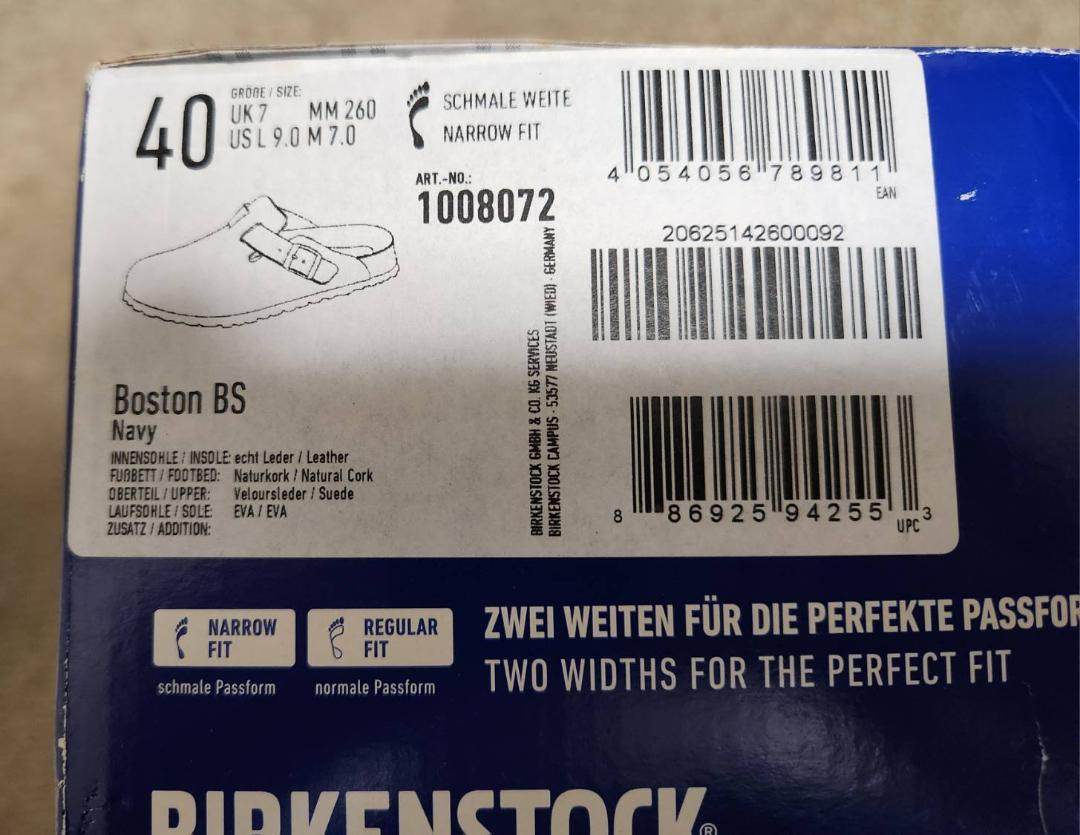 40
GRÖßE / SIZE:
UK 7 MM 260
US L 9.0 M 7.0
SCHMALE WEITE
NARROW FIT
ART.-NO.:
1008072
4 054056 789811
EAN
20625142600092
BIRKENSTOCK GMBH & CO. KG SERVICES
BIRKENSTOCK CAMPUS · 53577 NEUSTADT (WIED) · GERMANY
Boston BS
Navy
INNENSOHLE / INSOLE: echt Leder / Leather
FUßBETT / FOOTBED: Naturkork / Natural Cork
OBERTEIL / UPPER: Veloursleder / Suede
LAUFSOHLE / SOLE: EVA / EVA
ZUSATZ / ADDITION:
8 86925 94255 3
UPC
NARROW FIT
schmale Passform
REGULAR FIT
normale Passform
ZWEI WEITEN FÜR DIE PERFEKTE PASSFOR
TWO WIDTHS FOR THE PERFECT FIT
BIRKENSTOCK®